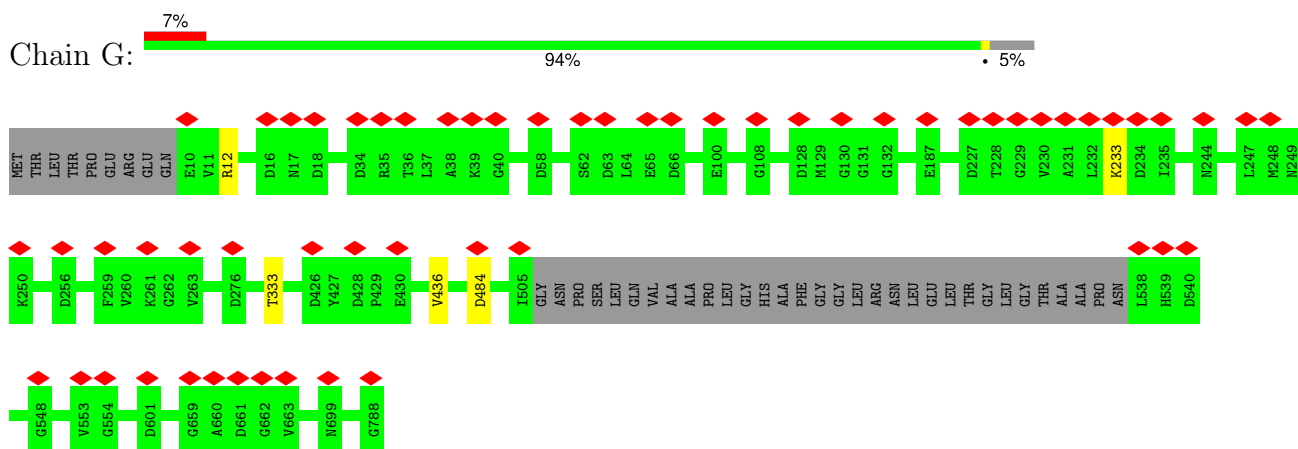 7%
Chain G:
94% • 5%
MET THR LEU THR PRO GLU ARG GLU GLN E10 V11 R12 D16 N17 D18 D34 R35 T36 L37 A38 K39 G40 D58 S62 D63 L64 E65 D66 E100 G108 D128 M129 G130 G131 G132 E187 D227 T228 G229 V230 A231 L232 K233 D234 I235 N244 L247 M248 N249
K250 D256 F259 V260 K261 G262 V263 D276 T333 D426 Y427 D428 P429 E430 V436 D484 I505 GLY ASN PRO SER LEU GLN VAL ALA ALA PRO LEU GLY HIS ALA PHE GLY GLY LEU ARG ASN LEU GLU LEU THR GLY LEU GLY THR ALA ALA PRO ASN L538 H539 D540
G548 V553 G554 D601 G659 A660 D661 G662 V663 N699 G788